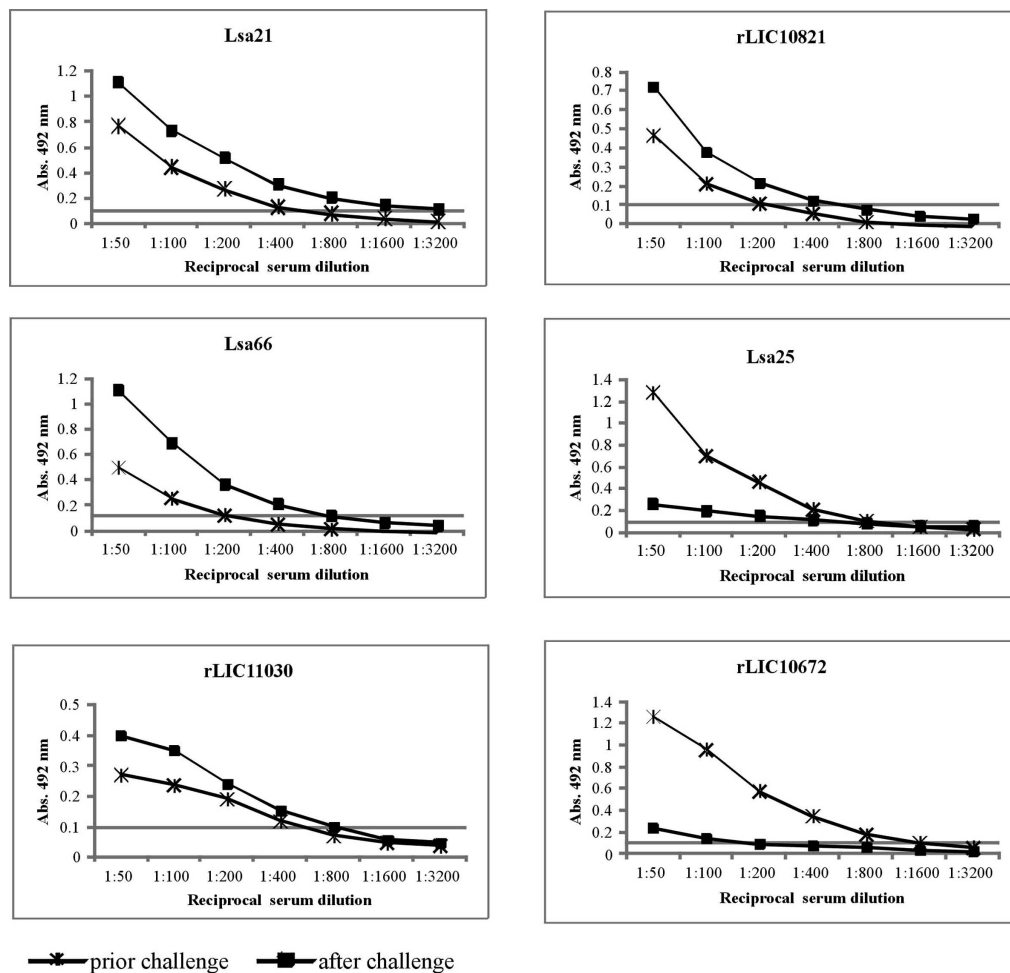 Lsa21
Abs. 492 nm
1.2
1
0.8
0.6
0.4
0.2
0
1:50 1:100 1:200 1:400 1:800 1:1600 1:3200
Reciprocal serum dilution
rLIC10821
Abs. 492 nm
0.8
0.7
0.6
0.5
0.4
0.3
0.2
0.1
0
1:50 1:100 1:200 1:400 1:800 1:1600 1:3200
Reciprocal serum dilution
Lsa66
Abs. 492 nm
1.2
1
0.8
0.6
0.4
0.2
0
1:50 1:100 1:200 1:400 1:800 1:1600 1:3200
Reciprocal serum dilution
Lsa25
Abs. 492 nm
1.4
1.2
1
0.8
0.6
0.4
0.2
0
1:50 1:100 1:200 1:400 1:800 1:1600 1:3200
Reciprocal serum dilution
rLIC11030
Abs. 492 nm
0.5
0.4
0.3
0.2
0.1
0
1:50 1:100 1:200 1:400 1:800 1:1600 1:3200
Reciprocal serum dilution
rLIC10672
Abs. 492 nm
1.4
1.2
1
0.8
0.6
0.4
0.2
0
1:50 1:100 1:200 1:400 1:800 1:1600 1:3200
Reciprocal serum dilution
prior challenge after challenge